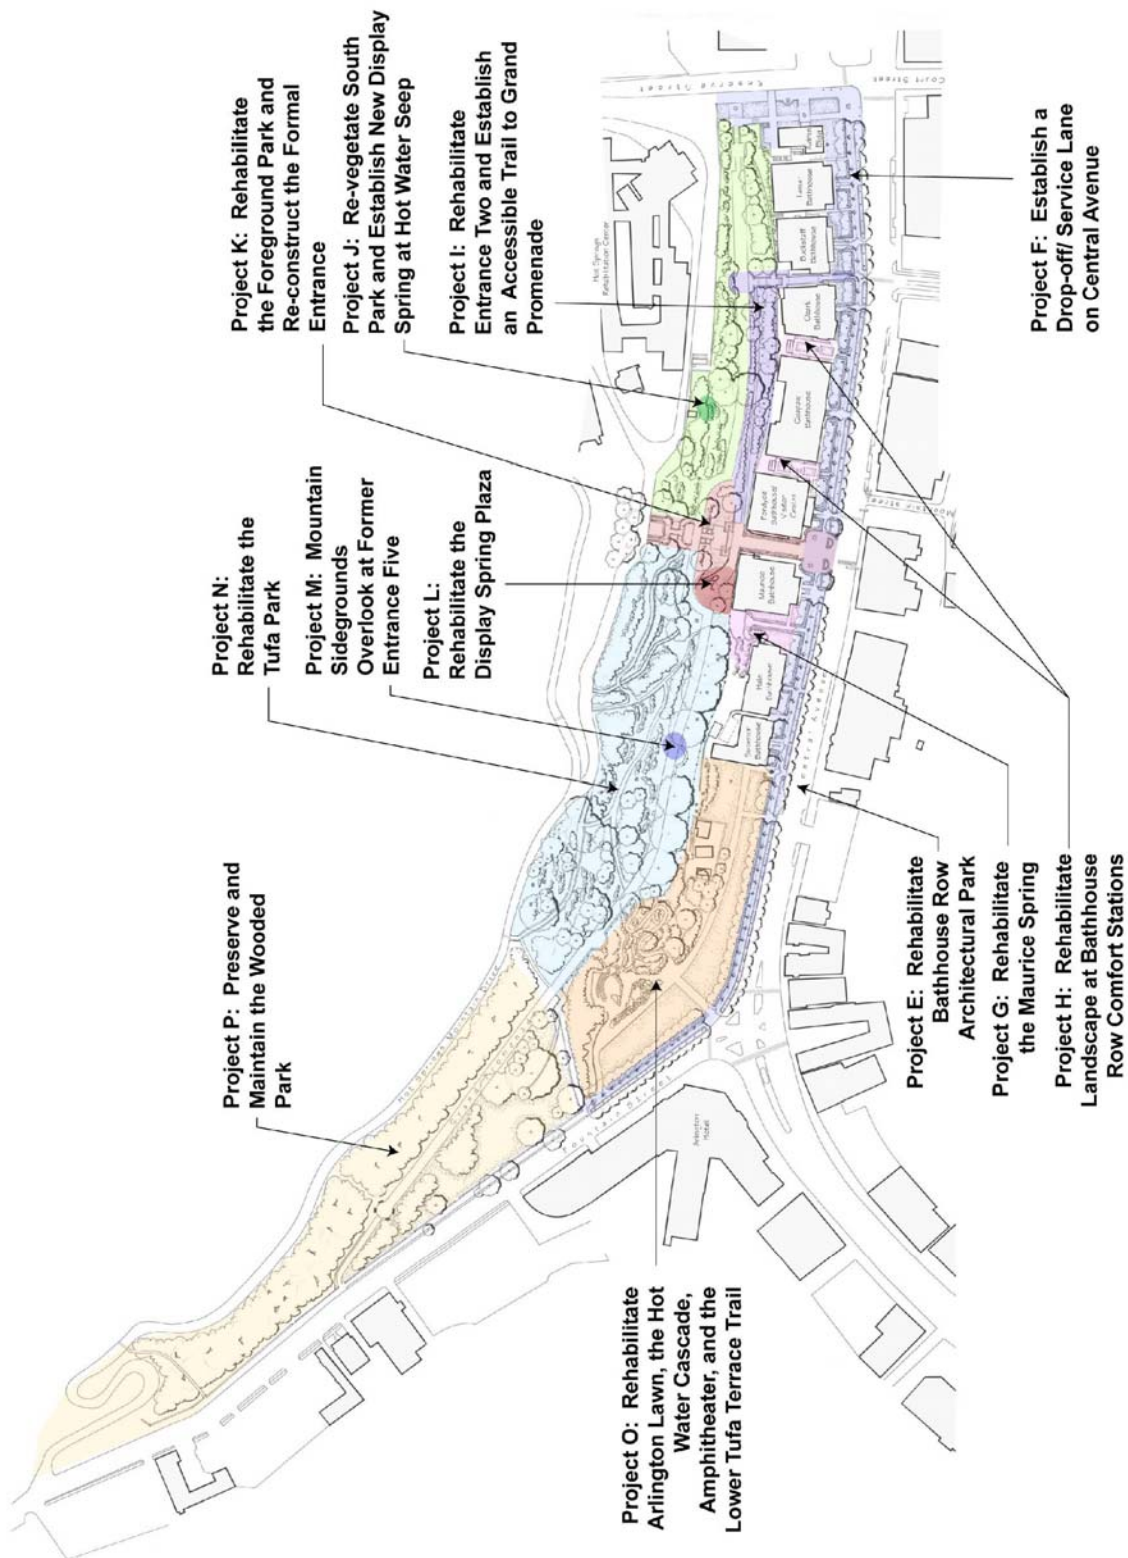 Project P:  Preserve and
Maintain the Wooded
Park
Project N:
Rehabilitate the
Tufa Park
Project M:  Mountain
Sidegrounds
Overlook at Former
Entrance Five
Project L:
Rehabilitate the
Display Spring Plaza
Project K:  Rehabilitate
the Foreground Park and
Re-construct the Formal
Entrance
Project J:  Re-vegetate South
Park and Establish New Display
Spring at Hot Water Seep
Project I:  Rehabilitate
Entrance Two and Establish
an Accessible Trail to Grand
Promenade
Hot Springs
Rehabilitation Center
Reserve Street
Court Street
Fountain Street
Arlington
Hotel
Central Avenue
Superior
Bathhouse
Hale
Bathhouse
Maurice
Bathhouse
Fordyce
Bathhouse/
Visitor
Center
Quapaw
Bathhouse
Ozark
Bathhouse
Buckstaff
Bathhouse
Lamar
Bathhouse
Project O:  Rehabilitate
Arlington Lawn, the Hot
Water Cascade,
Amphitheater, and the
Lower Tufa Terrace Trail
Project E:  Rehabilitate
Bathhouse Row
Architectural Park
Project G:  Rehabilitate
the Maurice Spring
Project H:  Rehabilitate
Landscape at Bathhouse
Row Comfort Stations
Project F:  Establish a
Drop-off/ Service Lane
on Central Avenue